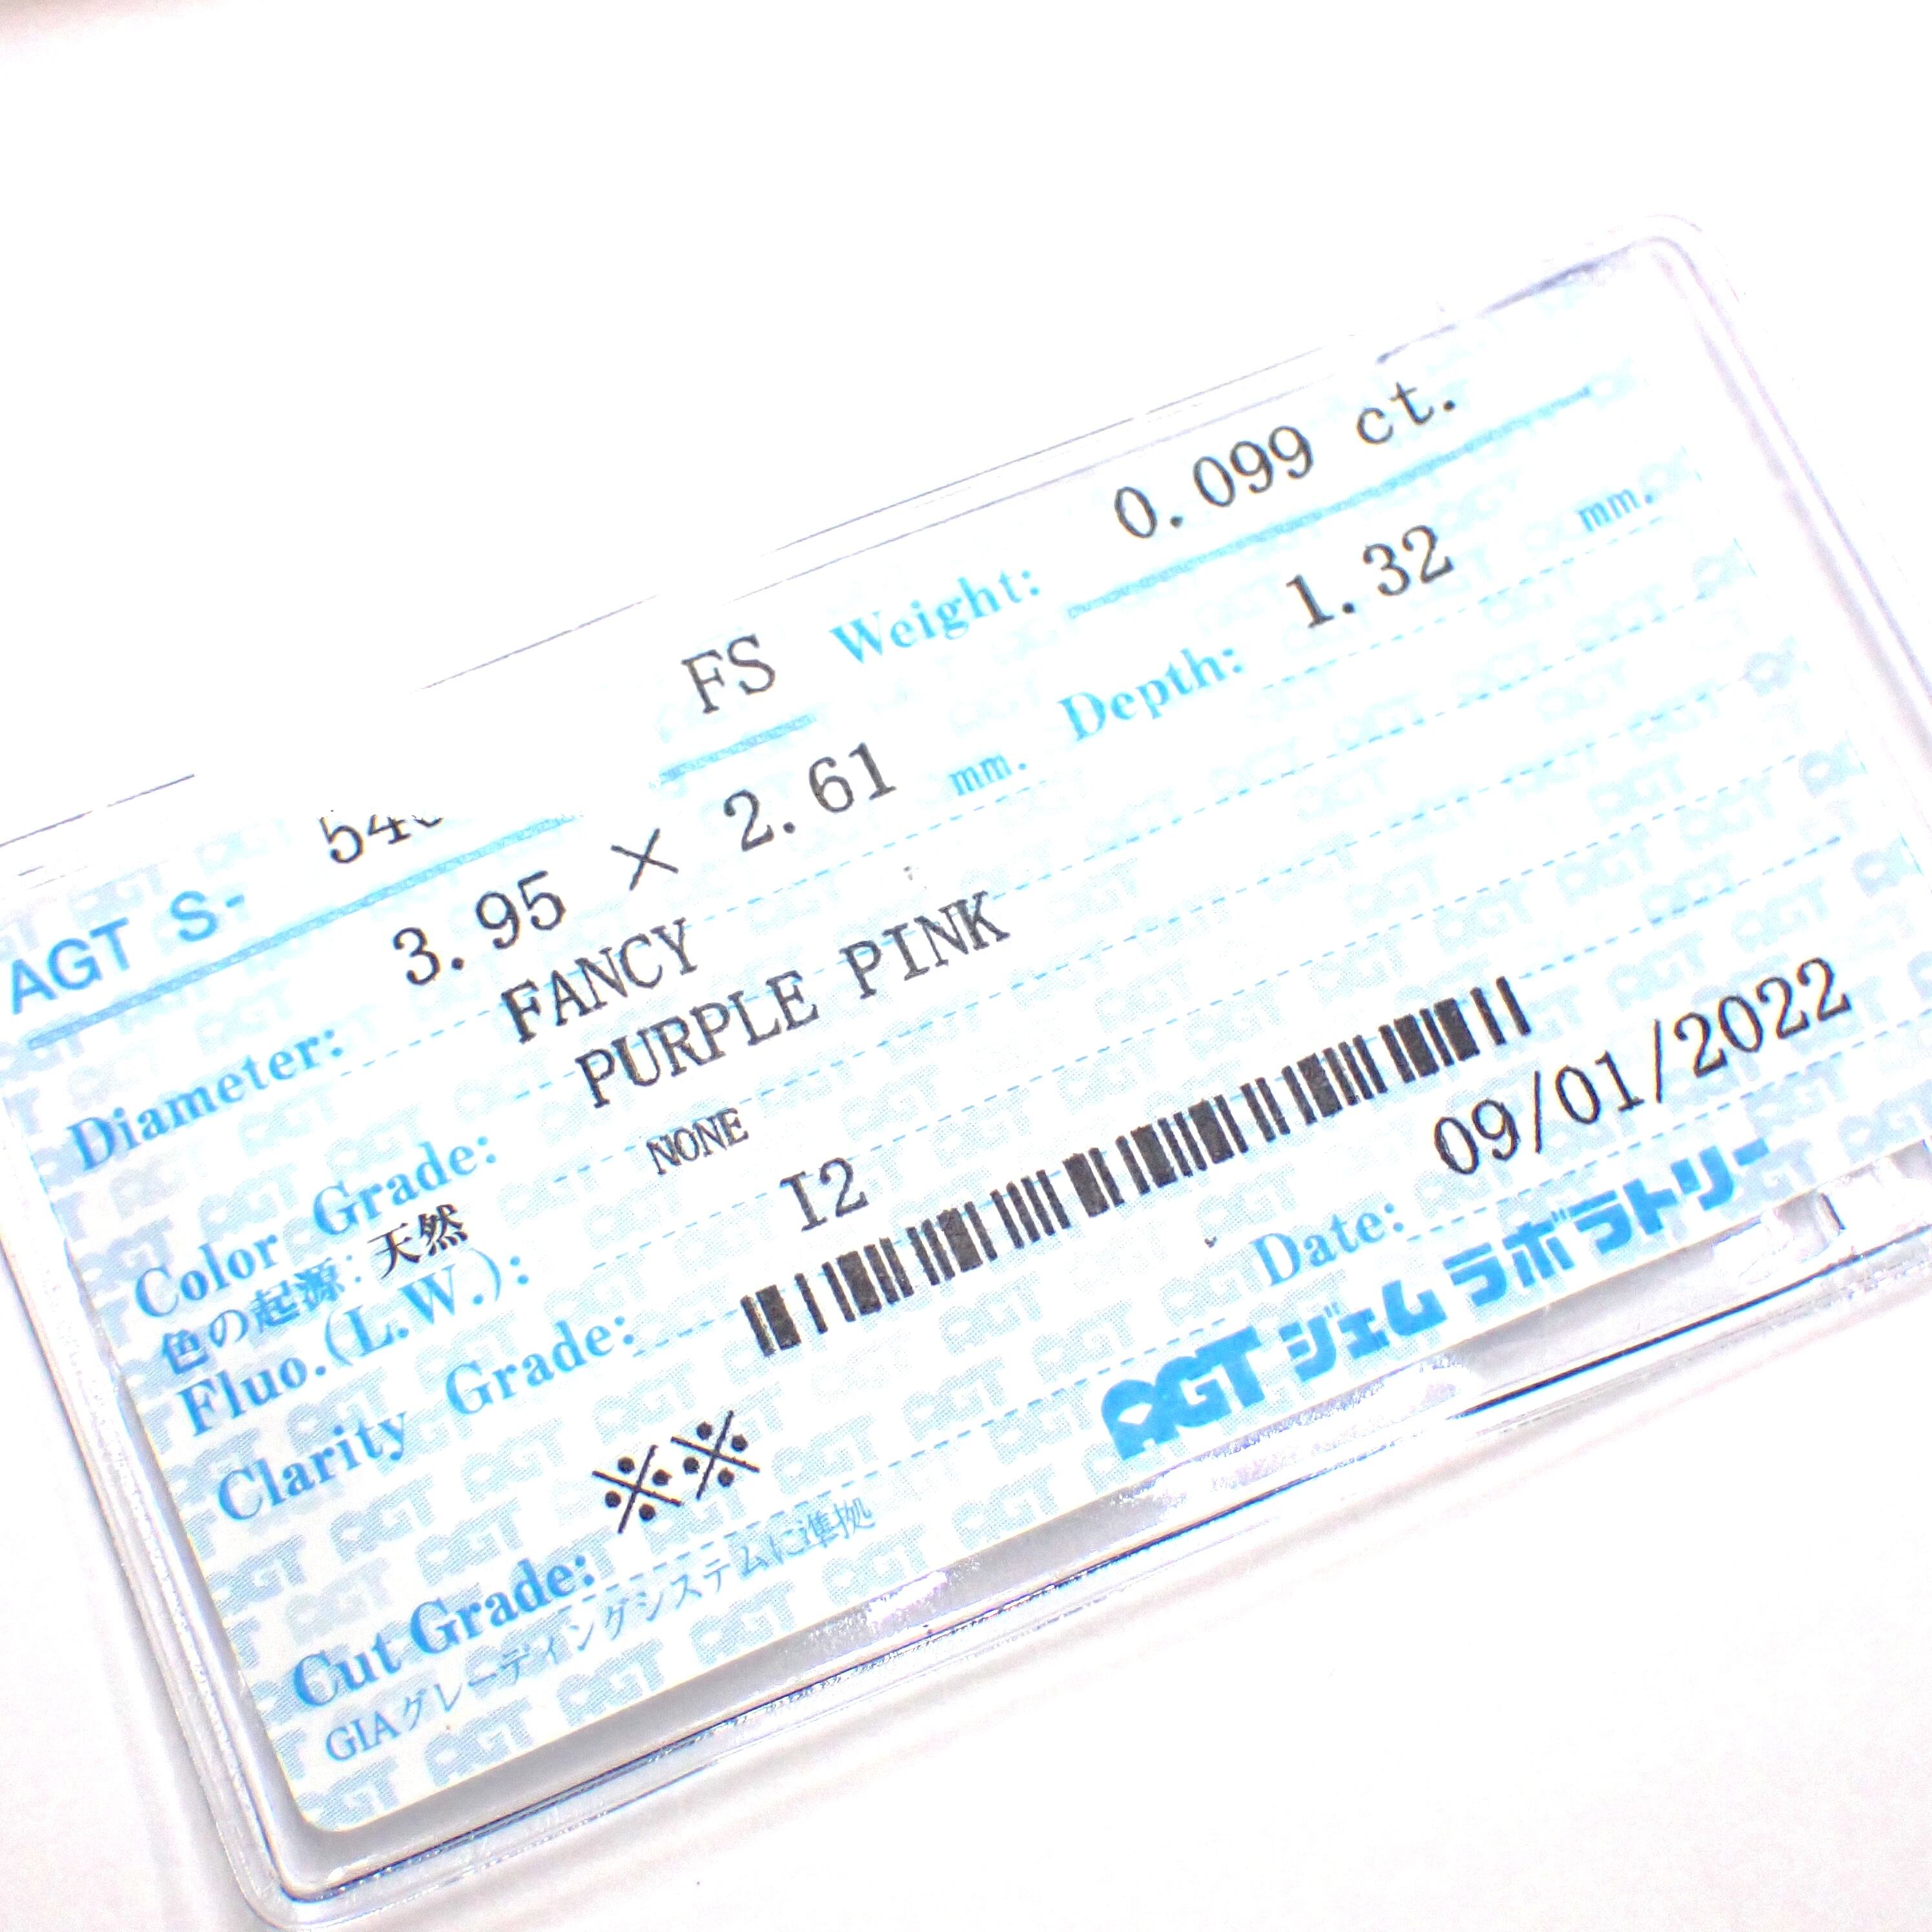 AGT S- FS Weight: 0.099 ct.
Diameter: 3.95 × 2.61 mm. Depth: 1.32 mm.
Color Grade: FANCY
PURPLE PINK
色の起源: 天然
Fluo.(L.W.): NONE
Clarity Grade: I2
Cut Grade: ※※
Date: 09/01/2022
GIAグレーディングシステムに準拠
AGT ジェム ラボラトリー